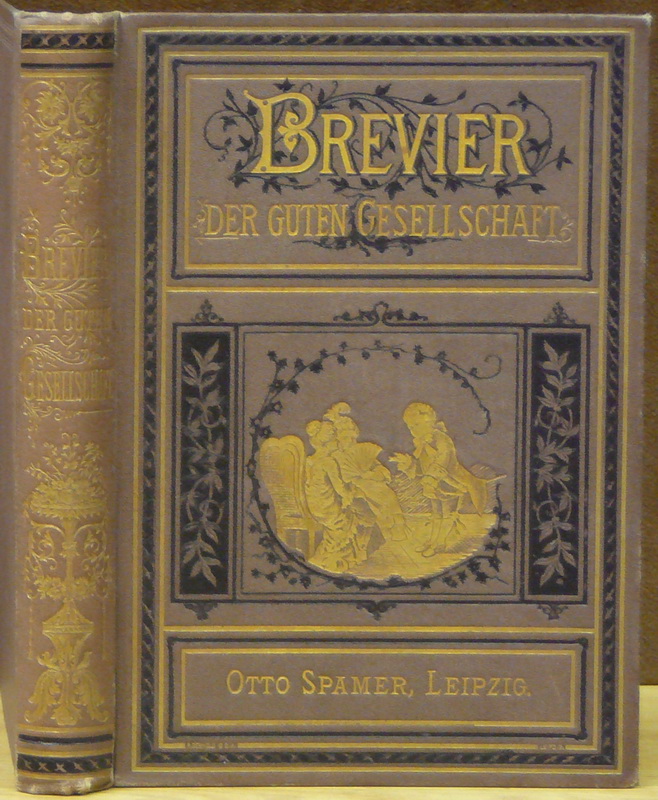 BREVIER
DER GUTEN
GESELLSCHAFT
BREVIER
DER GUTEN GESELLSCHAFT
OTTO SPAMER, LEIPZIG.